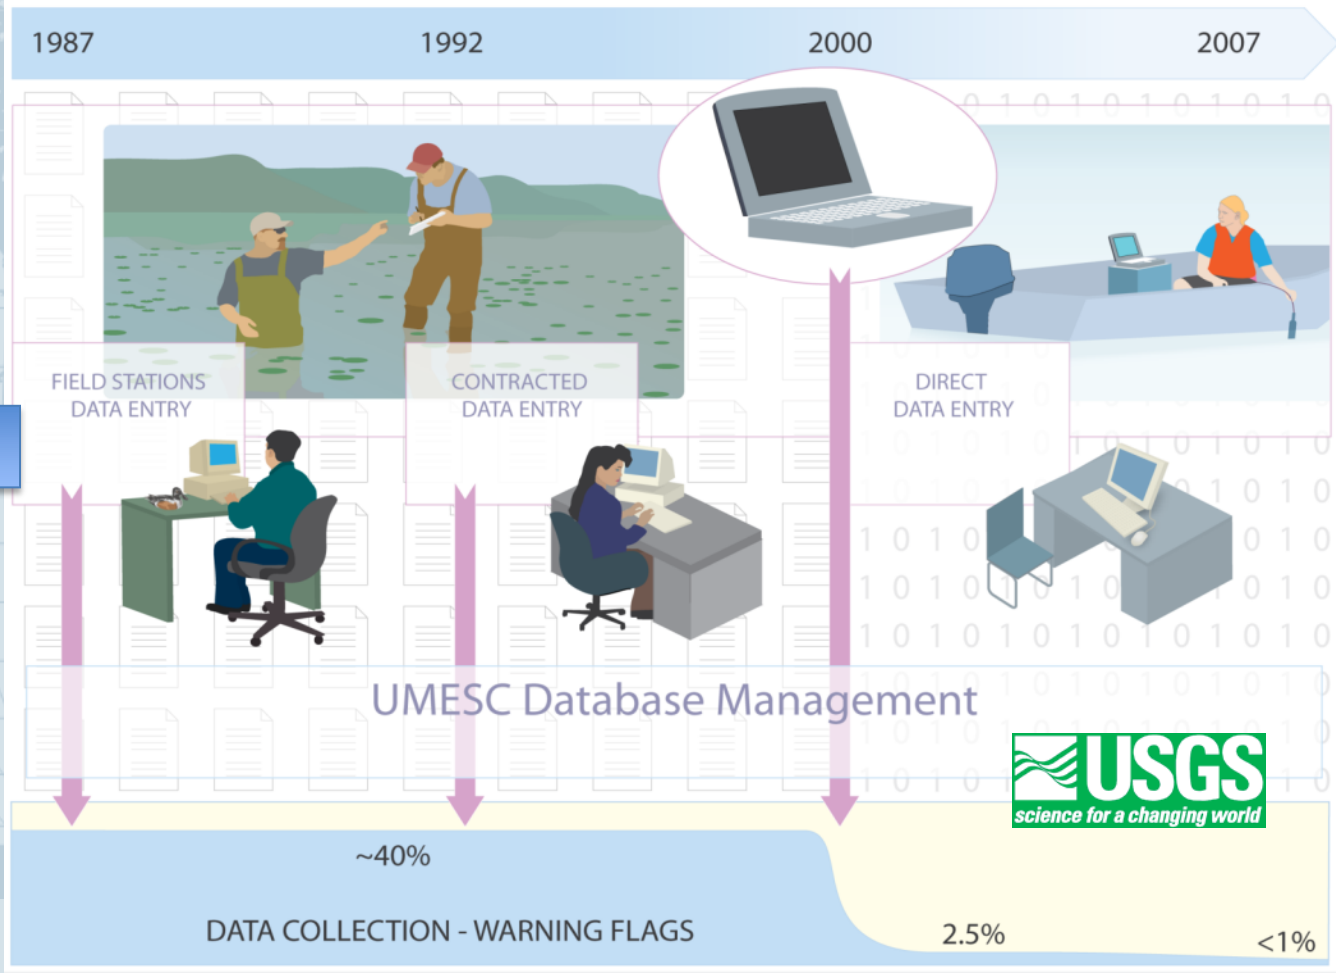 1987
1992
2000
2007
FIELD STATIONS
DATA ENTRY
CONTRACTED
DATA ENTRY
DIRECT
DATA ENTRY
UMESC Database Management
USGS
science for a changing world
~40%
DATA COLLECTION - WARNING FLAGS
2.5%
<1%